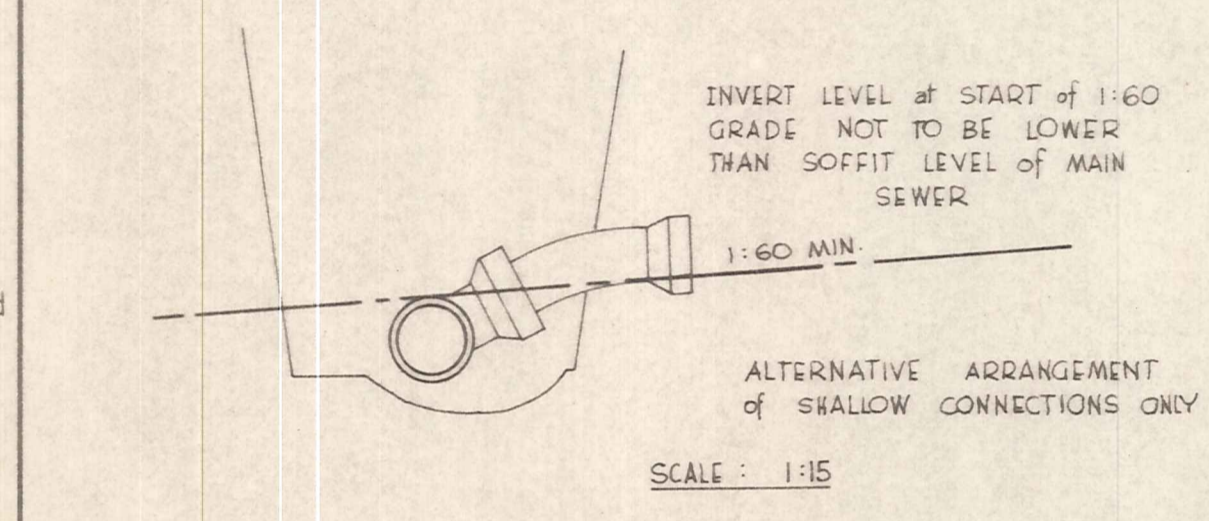 INVERT LEVEL at START of 1:60
GRADE NOT TO BE LOWER
THAN SOFFIT LEVEL of MAIN
SEWER
1:60 MIN.
ALTERNATIVE ARRANGEMENT
of SHALLOW CONNECTIONS ONLY
SCALE : 1:15